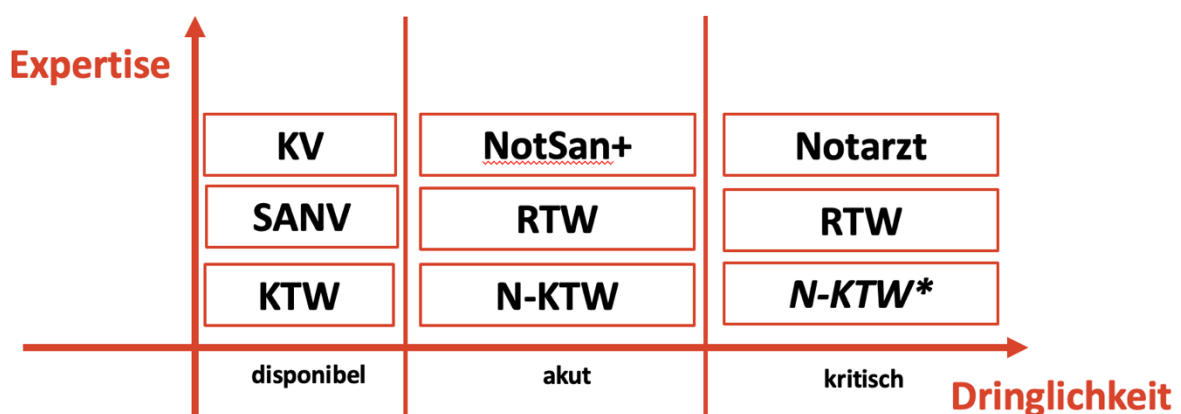 Expertise
KV
NotSan+
Notarzt
SANV
RTW
RTW
KTW
N-KTW
N-KTW*
disponibel
akut
kritisch
Dringlichkeit